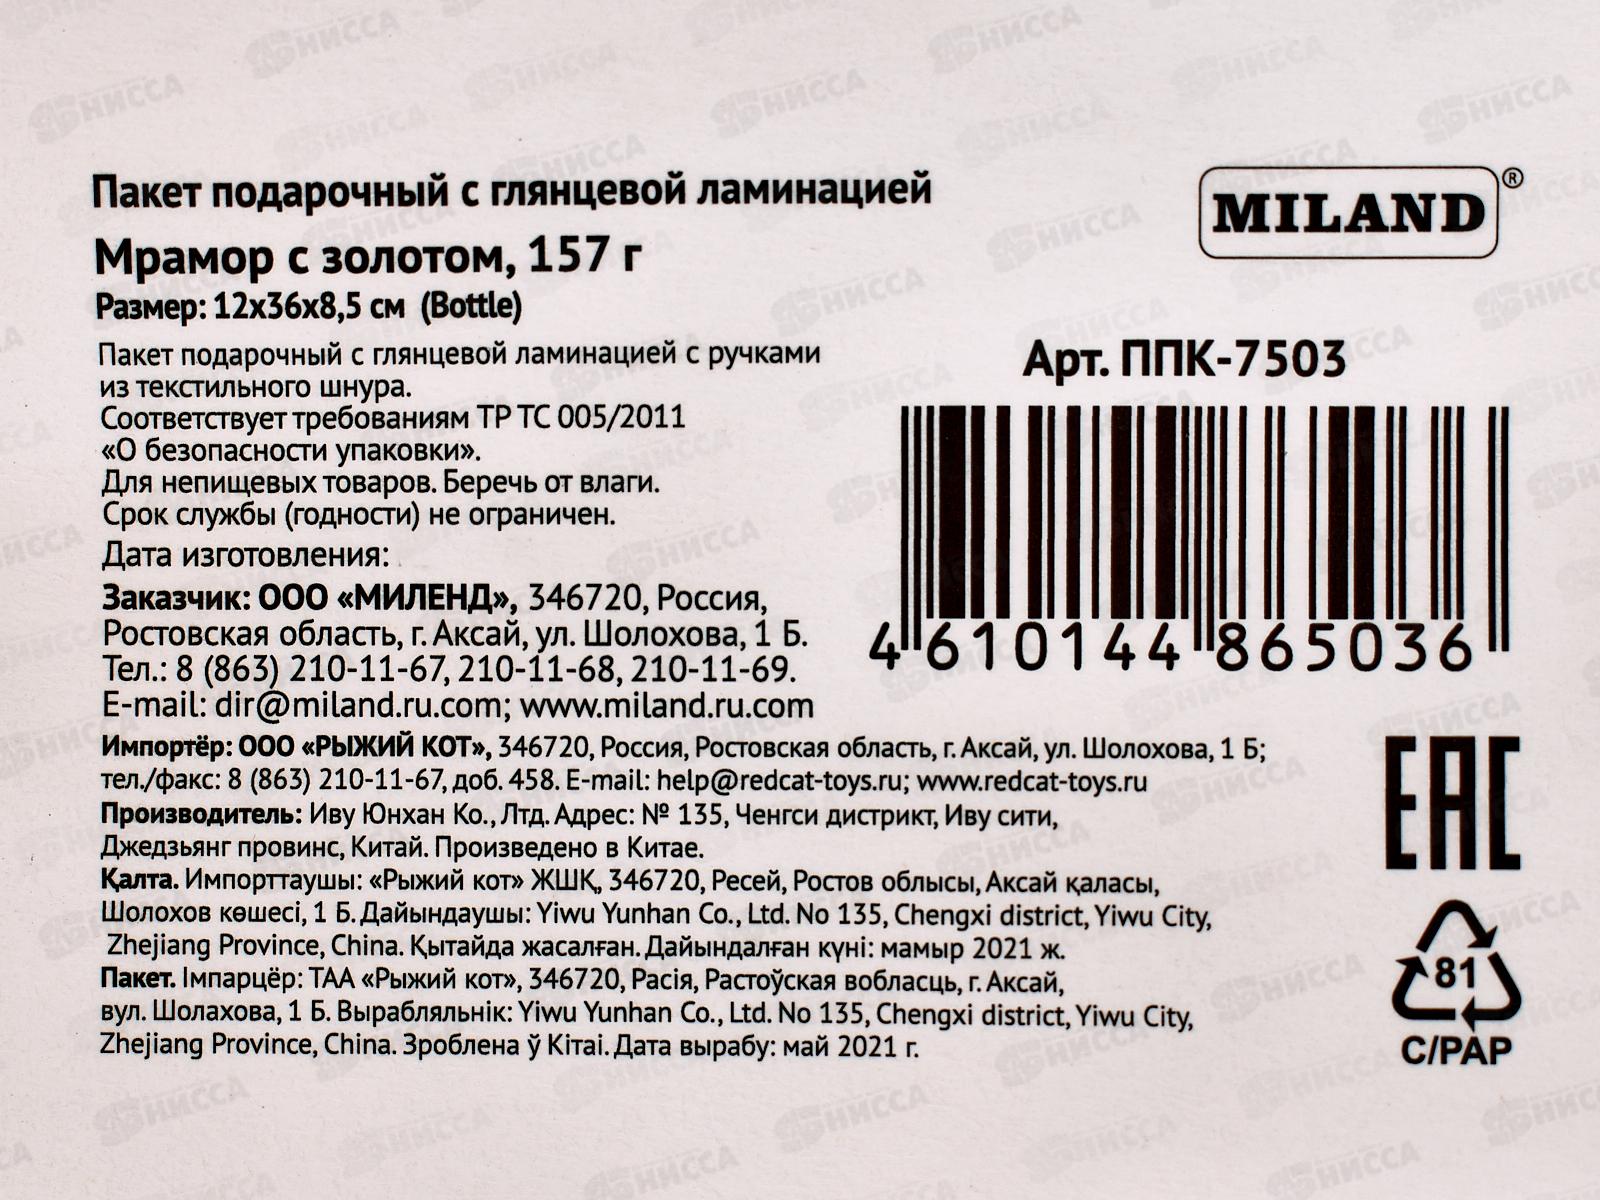 Пакет подарочный с глянцевой ламинацией
Мрамор с золотом, 157 г
Размер: 12х36х8,5 см (Bottle)
Пакет подарочный с глянцевой ламинацией с ручками
из текстильного шнура.
Соответствует требованиям ТР ТС 005/2011
«О безопасности упаковки».
Для непищевых товаров. Беречь от влаги.
Срок службы (годности) не ограничен.
Дата изготовления:
Заказчик: ООО «МИЛЕНД», 346720, Россия,
Ростовская область, г. Аксай, ул. Шолохова, 1 Б.
Тел.: 8 (863) 210-11-67, 210-11-68, 210-11-69.
E-mail: dir@miland.ru.com; www.miland.ru.com
Импортёр: ООО «РЫЖИЙ КОТ», 346720, Россия, Ростовская область, г. Аксай, ул. Шолохова, 1 Б;
тел./факс: 8 (863) 210-11-67, доб. 458. E-mail: help@redcat-toys.ru; www.redcat-toys.ru
Производитель: Иву Юнхан Ко., Лтд. Адрес: № 135, Ченгси дистрикт, Иву сити,
Джедзьянг провинс, Китай. Произведено в Китае.
Қалта. Импорттаушы: «Рыжий кот» ЖШҚ, 346720, Ресей, Ростов облысы, Аксай қаласы,
Шолохов көшесі, 1 Б. Дайындаушы: Yiwu Yunhan Co., Ltd. No 135, Chengxi district, Yiwu City,
Zhejiang Province, China. Қытайда жасалған. Дайындалған күні: мамыр 2021 ж.
Пакет. Імпарцёр: ТАА «Рыжий кот», 346720, Расія, Растоўская вобласць, г. Аксай,
вул. Шолахова, 1 Б. Вырабляльнік: Yiwu Yunhan Co., Ltd. No 135, Chengxi district, Yiwu City,
Zhejiang Province, China. Зроблена ў Кітаі. Дата вырабу: май 2021 г.
MILAND®
Арт. ППК-7503
4 610144 865036
EAC
81
C/PAP
НИССА